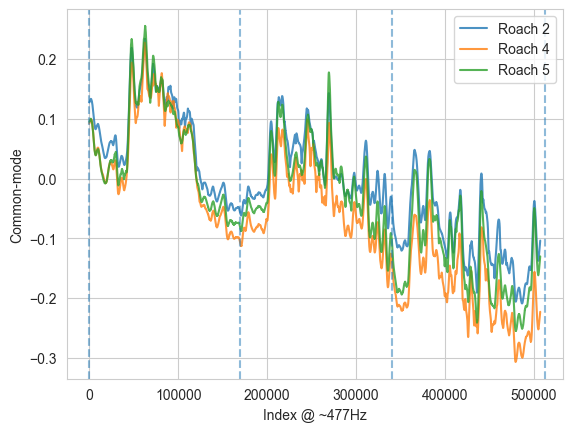 Roach 2
Roach 4
Roach 5
Common-mode
0.2
0.1
0.0
−0.1
−0.2
−0.3
0 100000 200000 300000 400000 500000
Index @ ~477Hz